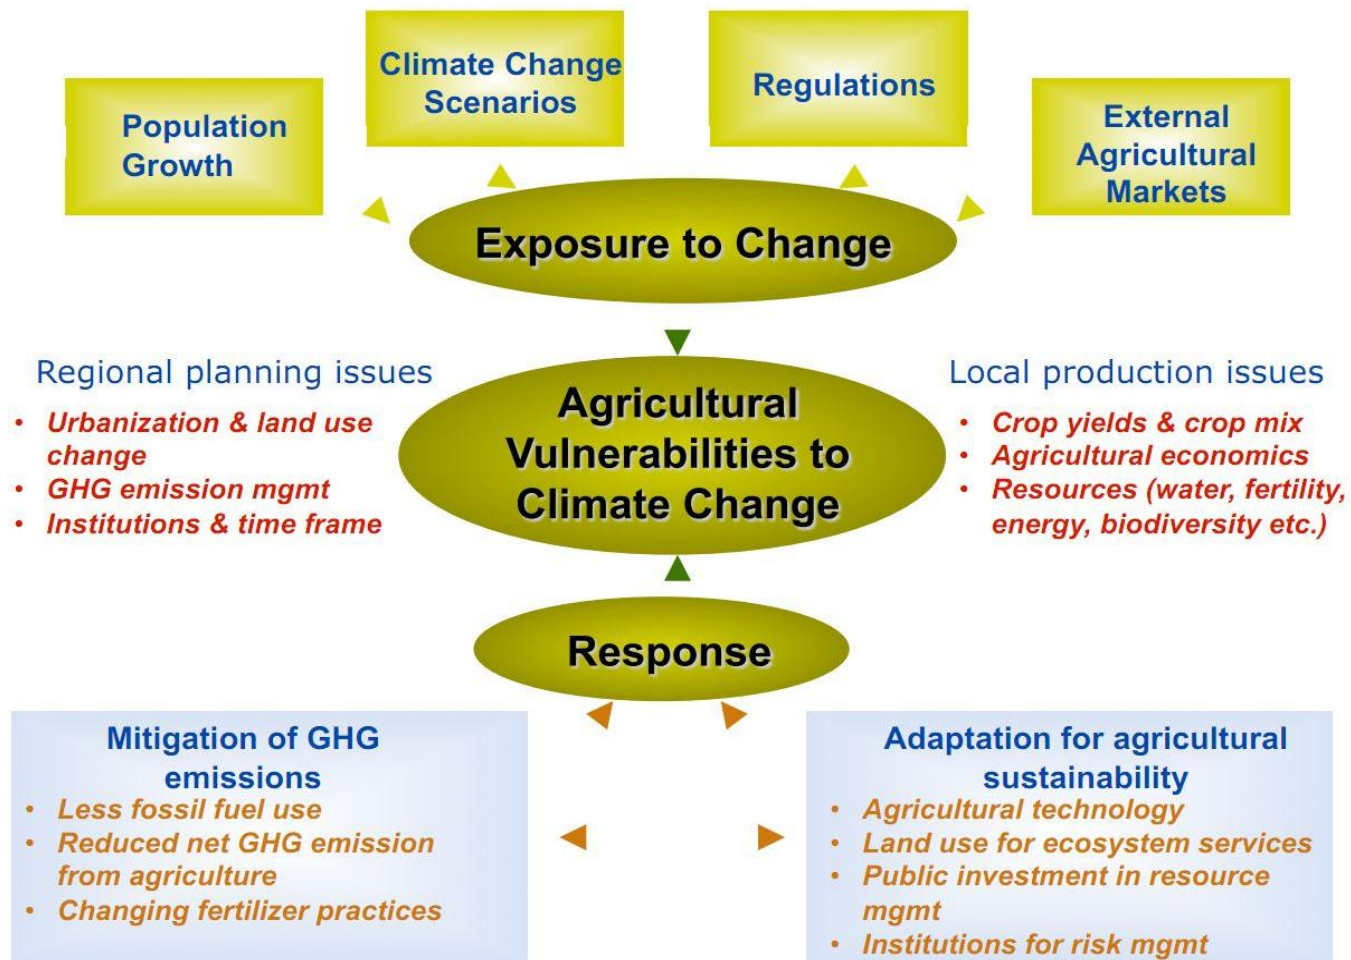 Population
Growth
Climate Change
Scenarios
Regulations
External
Agricultural
Markets
Exposure to Change
Regional planning issues
• Urbanization & land use
change
• GHG emission mgmt
• Institutions & time frame
Agricultural
Vulnerabilities to
Climate Change
Local production issues
• Crop yields & crop mix
• Agricultural economics
• Resources (water, fertility,
energy, biodiversity etc.)
Response
Mitigation of GHG
emissions
• Less fossil fuel use
• Reduced net GHG emission
from agriculture
• Changing fertilizer practices
Adaptation for agricultural
sustainability
• Agricultural technology
• Land use for ecosystem services
• Public investment in resource
mgmt
• Institutions for risk mgmt